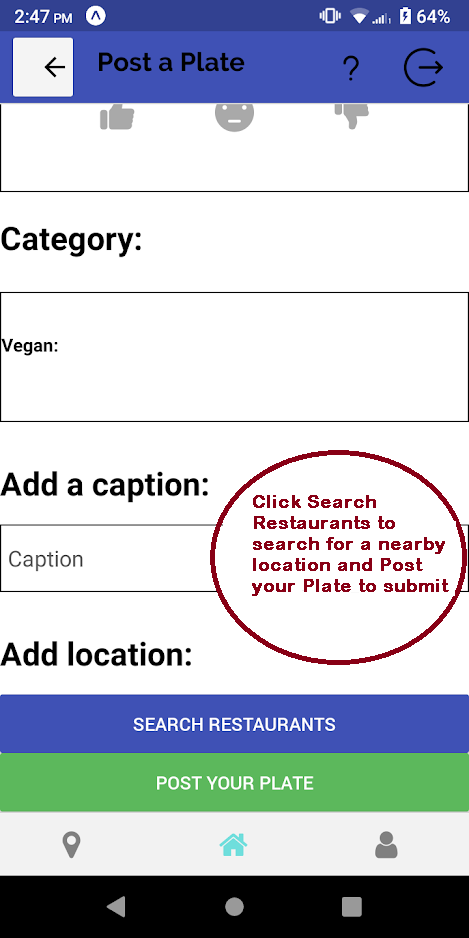 2:47 PM 64%
Post a Plate ?
Category:
Vegan:
Add a caption:
Click Search
Restaurants to
search for a nearby
location and Post
your Plate to submit
Caption
Add location:
SEARCH RESTAURANTS
POST YOUR PLATE